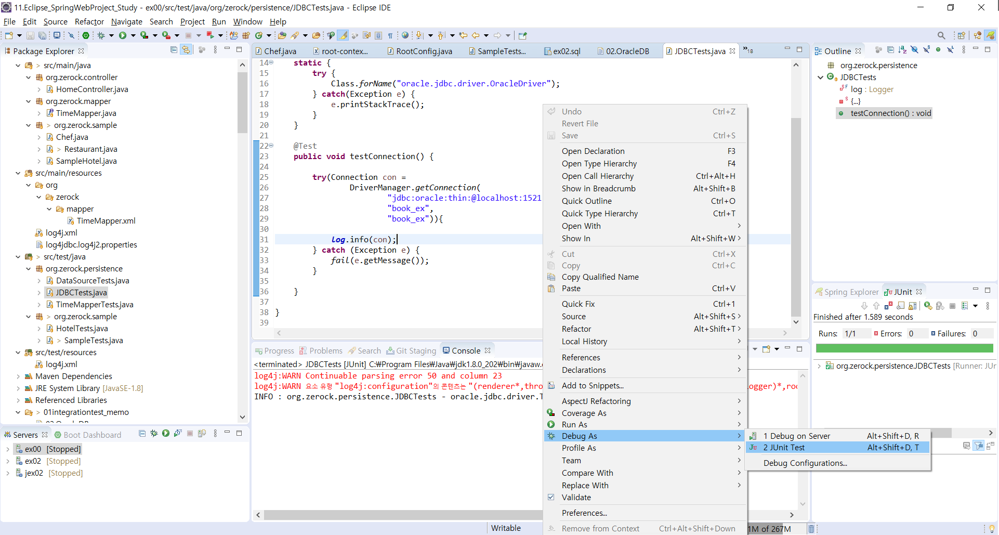 11.Eclipse_SpringWebProject_Study - ex00/src/test/java/org/zerock/persistence/JDBCTests.java - Eclipse IDE
File Edit Source Refactor Navigate Search Project Run Window Help
Package Explorer
> src/main/java
org.zerock.controller
HomeController.java
org.zerock.mapper
TimeMapper.java
> org.zerock.sample
Chef.java
> Restaurant.java
SampleHotel.java
src/main/resources
org
zerock
mapper
TimeMapper.xml
log4j.xml
log4jdbc.log4j2.properties
> src/test/java
org.zerock.persistence
DataSourceTests.java
JDBCTests.java
TimeMapperTests.java
> org.zerock.sample
HotelTests.java
> SampleTests.java
src/test/resources
log4j.xml
Maven Dependencies
JRE System Library [JavaSE-1.8]
Referenced Libraries
> 01integrationtest_memo
Servers Boot Dashboard
ex00 [Stopped]
ex02 [Stopped]
jex02 [Stopped]
Chef.java root-contex... RootConfig.java SampleTests... ex02.sql 02.OracleDB JDBCTests.java »18
14 static {
15 try {
16 Class.forName("oracle.jdbc.driver.OracleDriver");
17 } catch(Exception e) {
18 e.printStackTrace();
19 }
20 }
21
22 @Test
23 public void testConnection() {
24
25 try(Connection con =
26 DriverManager.getConnection(
27 "jdbc:oracle:thin:@localhost:1521
28 "book_ex",
29 "book_ex")){
30
31 log.info(con);
32 } catch (Exception e) {
33 fail(e.getMessage());
34 }
35
36 }
37
38 }
39
Progress Problems Search Git Staging Console
<terminated> JDBCTests [JUnit] C:₩Program Files₩Java₩jdk1.8.0_202₩bin₩javaw.
log4j:WARN Continuable parsing error 50 and column 23
log4j:WARN 요소 유형 "log4j:configuration"의 콘텐츠는 "(renderer*,thro logger)*,ro
INFO : org.zerock.persistence.JDBCTests - oracle.jdbc.driver.T
Undo Ctrl+Z
Revert File
Save Ctrl+S
Open Declaration F3
Open Type Hierarchy F4
Open Call Hierarchy Ctrl+Alt+H
Show in Breadcrumb Alt+Shift+B
Quick Outline Ctrl+O
Quick Type Hierarchy Ctrl+T
Open With
Show In Alt+Shift+W
Cut Ctrl+X
Copy Ctrl+C
Copy Qualified Name
Paste Ctrl+V
Quick Fix Ctrl+1
Source Alt+Shift+S
Refactor Alt+Shift+T
Local History
References
Declarations
Add to Snippets...
AspectJ Refactoring
Coverage As
Run As
Debug As
Profile As
Team
Compare With
Replace With
Validate
Preferences...
Remove from Context Ctrl+Alt+Shift+Down
1 Debug on Server Alt+Shift+D, R
2 JUnit Test Alt+Shift+D, T
Debug Configurations...
Outline
org.zerock.persistence
JDBCTests
log : Logger
{...}
testConnection() : void
Spring Explorer JUnit
Finished after 1.589 seconds
Runs: 1/1 Errors: 0 Failures: 0
org.zerock.persistence.JDBCTests [Runner: JUr
Writable
1M of 267M